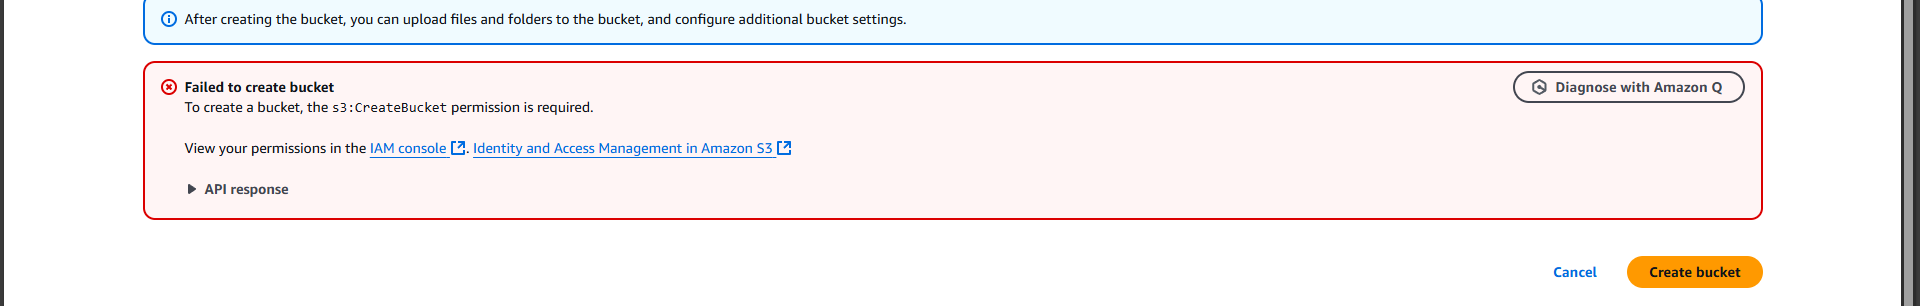 After creating the bucket, you can upload files and folders to the bucket, and configure additional bucket settings.
Failed to create bucket
Diagnose with Amazon Q
To create a bucket, the s3:CreateBucket permission is required.
View your permissions in the IAM console. Identity and Access Management in Amazon S3
API response
Cancel
Create bucket